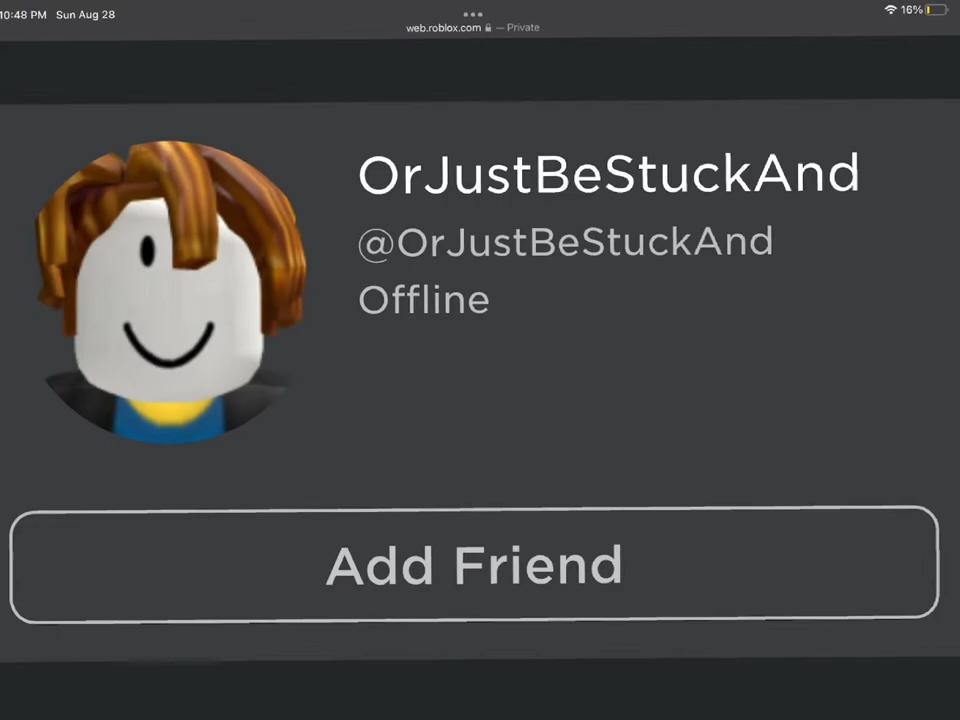 10:48 PM Sun Aug 28
16%
web.roblox.com — Private
OrJustBeStuckAnd
@OrJustBeStuckAnd
Offline
Add Friend